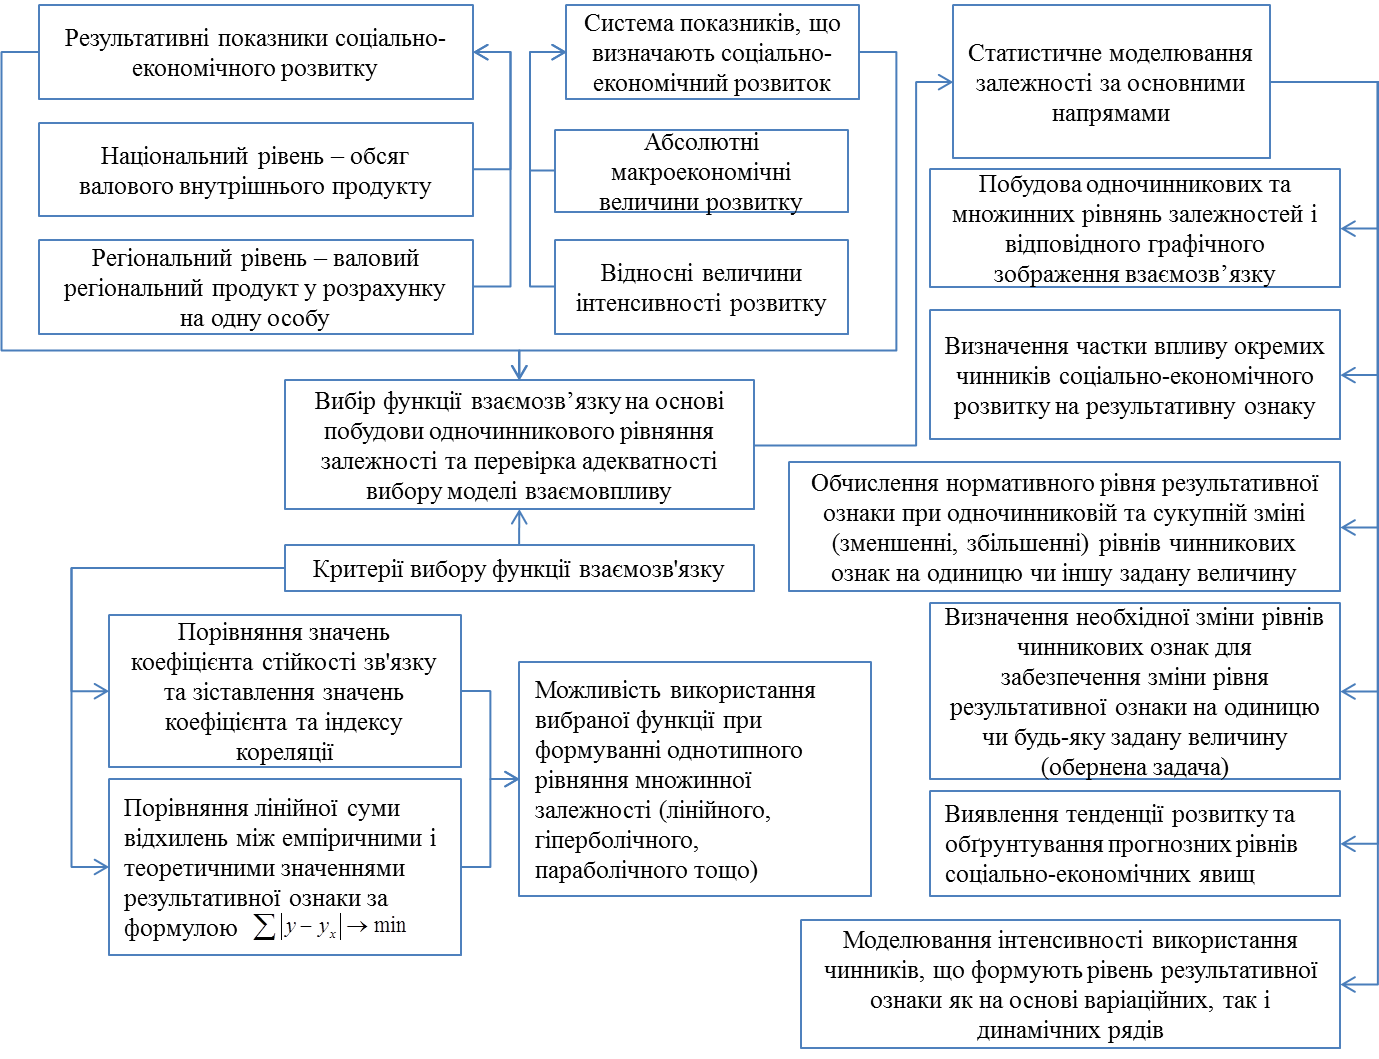 Результативні показники соціально-
економічного розвитку
Національний рівень – обсяг
валового внутрішнього продукту
Регіональний рівень – валовий
регіональний продукт у розрахунку
на одну особу
Система показників, що
визначають соціально-
економічний розвиток
Абсолютні
макроекономічні
величини розвитку
Відносні величини
інтенсивності розвитку
Вибір функції взаємозв’язку на основі
побудови одночинникового рівняння
залежності та перевірка адекватності
вибору моделі взаємовпливу
Критерії вибору функції взаємозв'язку
Порівняння значень
коефіцієнта стійкості зв'язку
та зіставлення значень
коефіцієнта та індексу
кореляції
Порівняння лінійної суми
відхилень між емпіричними і
теоретичними значеннями
результативної ознаки за
формулою ∑|y − yₓ| → min
Можливість використання
вибраної функції при
формуванні однотипного
рівняння множинної
залежності (лінійного,
гіперболічного,
параболічного тощо)
Статистичне моделювання
залежності за основними
напрямами
Побудова одночинникових та
множинних рівнянь залежностей і
відповідного графічного
зображення взаємозв’язку
Визначення частки впливу окремих
чинників соціально-економічного
розвитку на результативну ознаку
Обчислення нормативного рівня результативної
ознаки при одночинниковій та сукупній зміні
(зменшенні, збільшенні) рівнів чинникових
ознак на одиницю чи іншу задану величину
Визначення необхідної зміни рівнів
чинникових ознак для
забезпечення зміни рівня
результативної ознаки на одиницю
чи будь-яку задану величину
(обернена задача)
Виявлення тенденції розвитку та
обґрунтування прогнозних рівнів
соціально-економічних явищ
Моделювання інтенсивності використання
чинників, що формують рівень результативної
ознаки як на основі варіаційних, так і
динамічних рядів